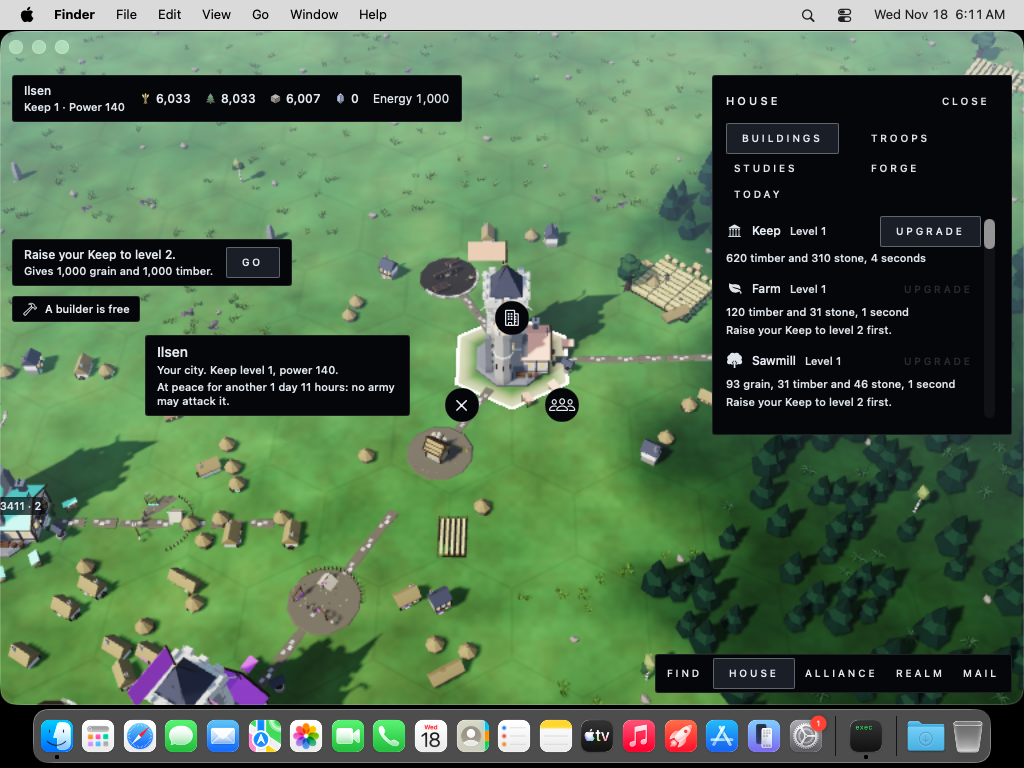 Finder File Edit View Go Window Help Wed Nov 18 6:11 AM
Ilsen
Keep 1 · Power 140
6,033 8,033 6,007 0 Energy 1,000
HOUSE CLOSE
BUILDINGS TROOPS
STUDIES FORGE
TODAY
Keep Level 1 UPGRADE
620 timber and 310 stone, 4 seconds
Farm Level 1 UPGRADE
120 timber and 31 stone, 1 second
Raise your Keep to level 2 first.
Sawmill Level 1 UPGRADE
93 grain, 31 timber and 46 stone, 1 second
Raise your Keep to level 2 first.
Raise your Keep to level 2.
Gives 1,000 grain and 1,000 timber.
GO
A builder is free
Ilsen
Your city. Keep level 1, power 140.
At peace for another 1 day 11 hours: no army
may attack it.
3411 · 2
FIND HOUSE ALLIANCE REALM MAIL
Wed
18
tv
1
exec